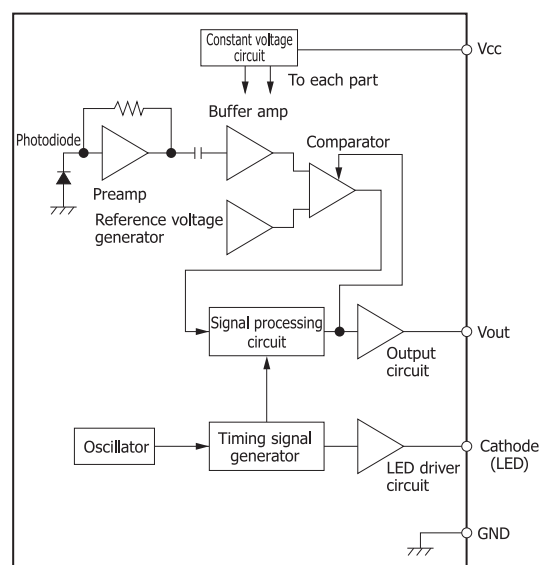 Constant voltage
circuit
Vcc
To each part
Buffer amp
Photodiode
Comparator
Preamp
Reference voltage
generator
Signal processing
circuit
Vout
Output
circuit
Oscillator
Timing signal
generator
Cathode
(LED)
LED driver
circuit
GND